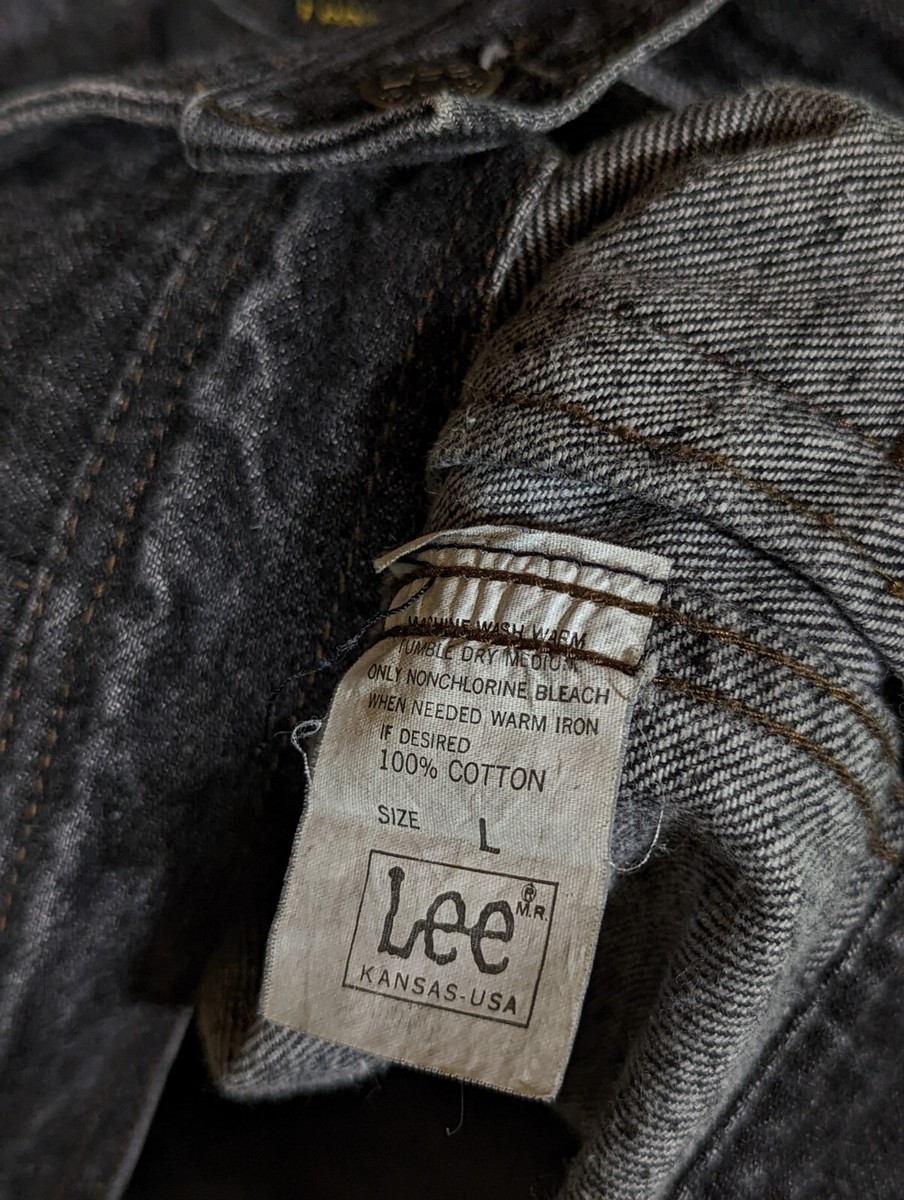 MACHINE WASH WARM
TUMBLE DRY MEDIUM
ONLY NONCHLORINE BLEACH
WHEN NEEDED WARM IRON
IF DESIRED
100% COTTON
SIZE L
Lee ® M.R.
KANSAS-USA